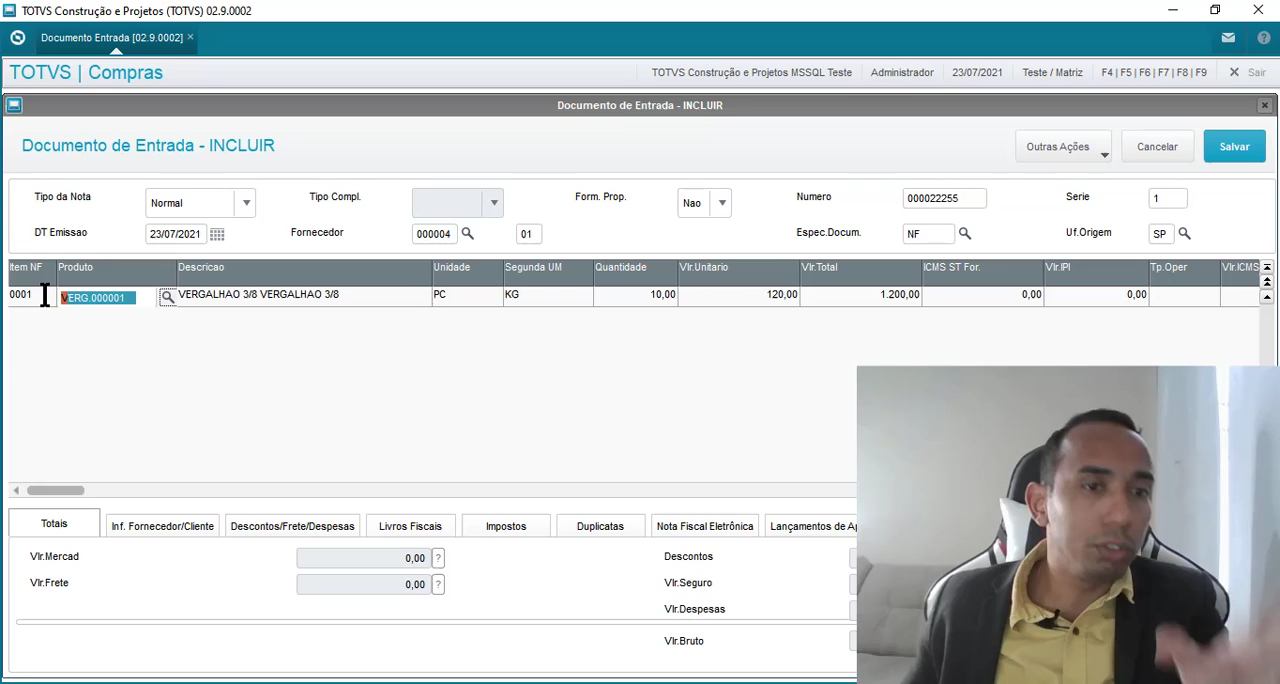 TOTVS Construção e Projetos (TOTVS) 02.9.0002
Documento Entrada [02.9.0002] ×
TOTVS | Compras
TOTVS Construção e Projetos MSSQL Teste
Administrador
23/07/2021
Teste / Matriz
F4 | F5 | F6 | F7 | F8 | F9
Sair
Documento de Entrada - INCLUIR
Documento de Entrada - INCLUIR
Outras Ações
Cancelar
Salvar
Tipo da Nota Normal
Tipo Compl.
Form. Prop. Nao
Numero 000022255
Serie 1
DT Emissao 23/07/2021
Fornecedor 000004 01
Espec.Docum. NF
Uf.Origem SP
Item NF Produto Descricao Unidade Segunda UM Quantidade Vlr.Unitario Vlr.Total ICMS ST For. Vlr.IPI Tp.Oper Vlr.ICMS
0001 VERG.000001 VERGALHAO 3/8 VERGALHAO 3/8 PC KG 10,00 120,00 1.200,00 0,00 0,00
Totais
Inf. Fornecedor/Cliente
Descontos/Frete/Despesas
Livros Fiscais
Impostos
Duplicatas
Nota Fiscal Eletrônica
Lançamentos de Ap
Vlr.Mercad 0,00 ?
Descontos
Vlr.Frete 0,00 ?
Vlr.Seguro
Vlr.Despesas
Vlr.Bruto